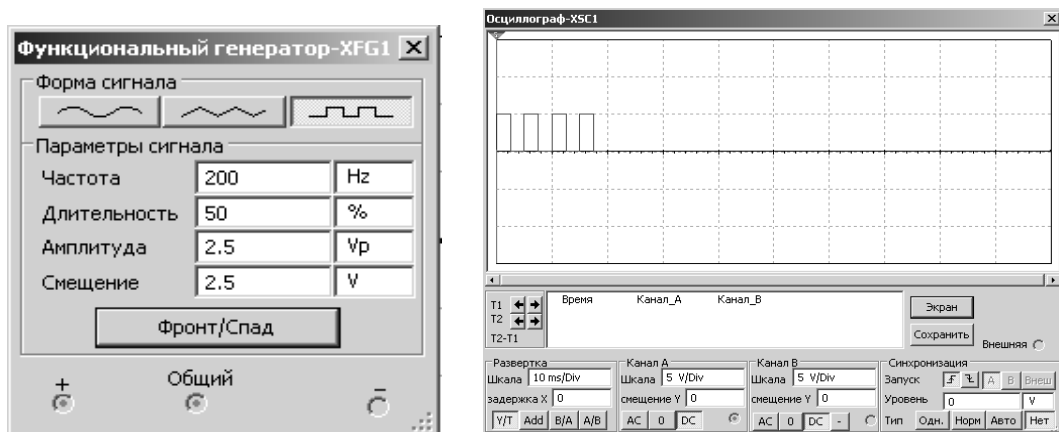 Функциональный генератор-XFG1
Форма сигнала
Параметры сигнала
Частота 200 Hz
Длительность 50 %
Амплитуда 2.5 Vp
Смещение 2.5 V
Фронт/Спад
+ Общий –
Осциллограф-XSC1
T1
T2
T2-T1
Время Канал_A Канал_B
Экран
Сохранить
Внешняя
Развертка
Шкала 10 ms/Div
задержка X 0
Y/T Add B/A A/B
Канал A
Шкала 5 V/Div
смещение Y 0
AC 0 DC
Канал B
Шкала 5 V/Div
смещение Y 0
AC 0 DC -
Синхронизация
Запуск A B Внеш
Уровень 0 V
Тип Одн. Норм Авто Нет